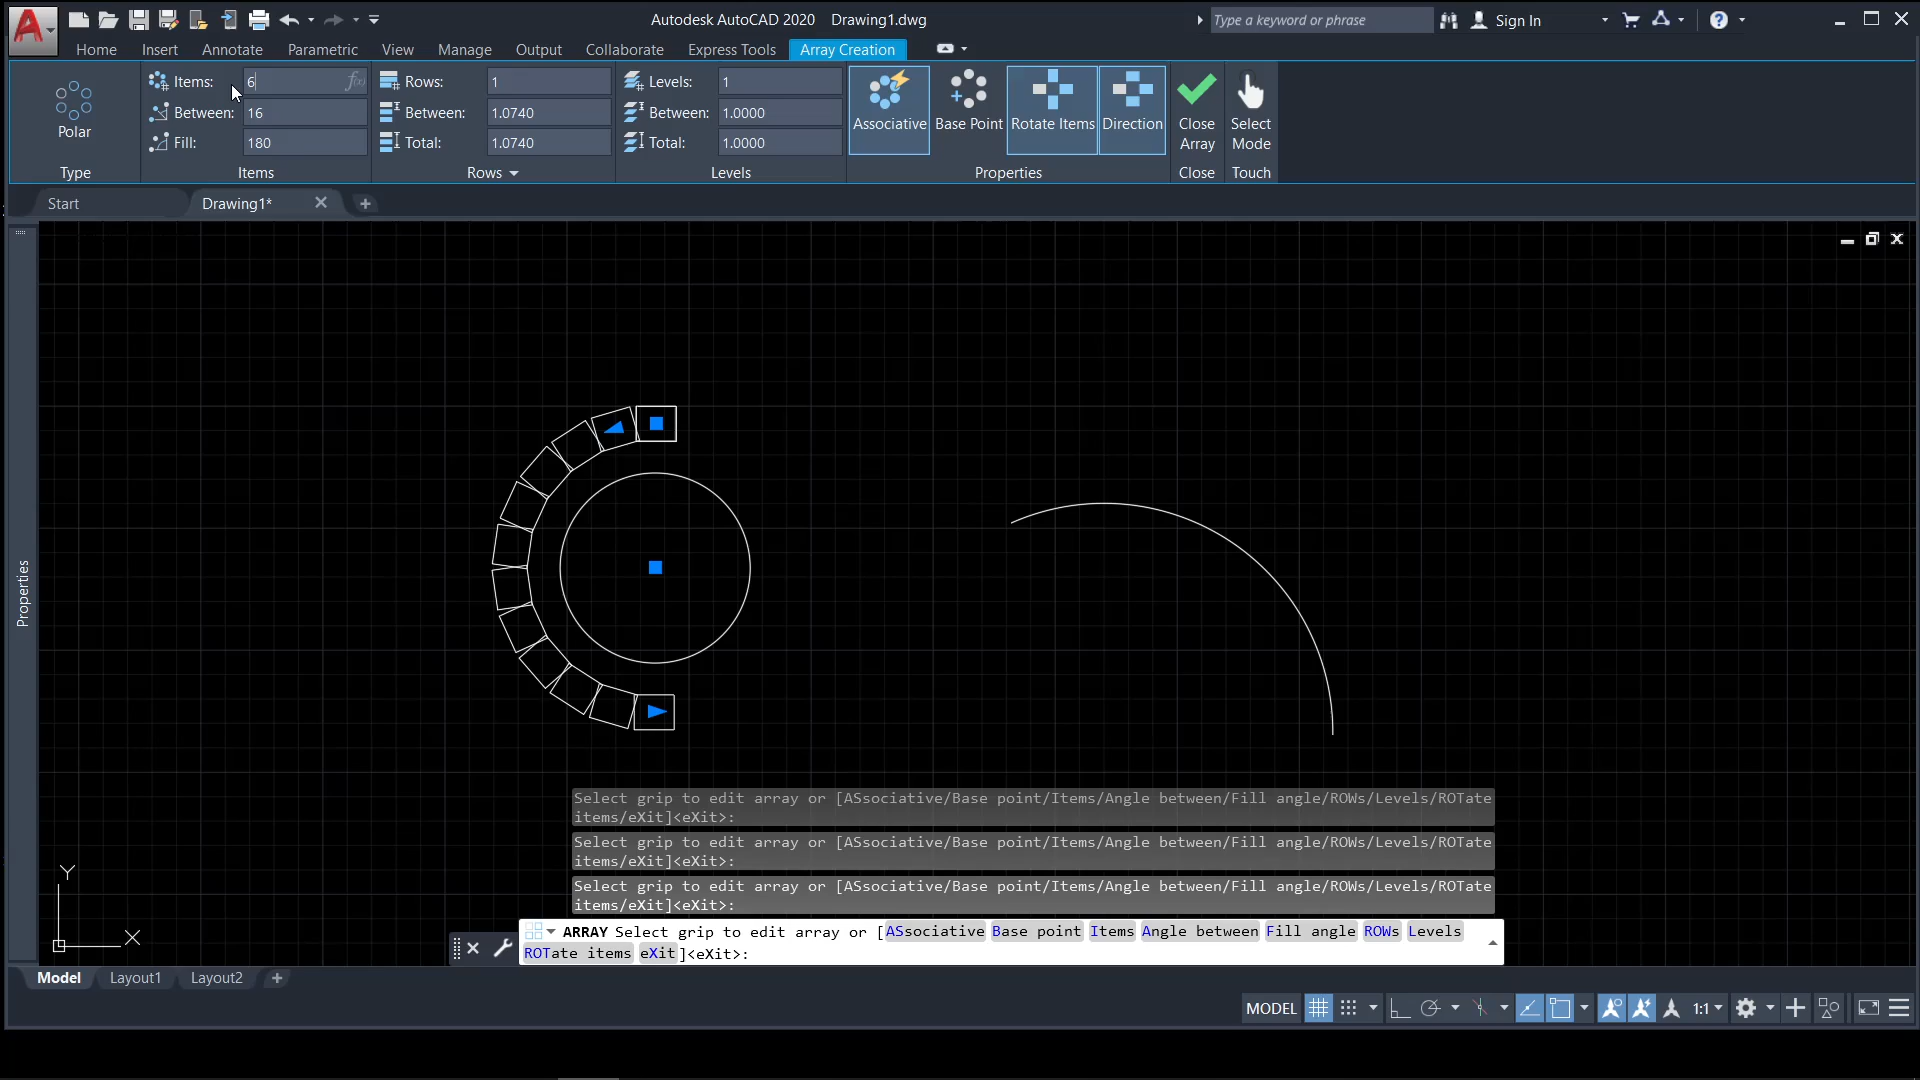 Autodesk AutoCAD 2020 Drawing1.dwg
Type a keyword or phrase
Sign In
Home Insert Annotate Parametric View Manage Output Collaborate Express Tools Array Creation
Polar
Type
Items: 6
Between: 16
Fill: 180
Items
Rows: 1
Between: 1.0740
Total: 1.0740
Rows
Levels: 1
Between: 1.0000
Total: 1.0000
Levels
Associative Base Point Rotate Items Direction
Properties
Close
Array
Close
Select
Mode
Touch
Start Drawing1*
Properties
Select grip to edit array or [ASsociative/Base point/Items/Angle between/Fill angle/ROWs/Levels/ROTate
items/eXit]<eXit>:
Select grip to edit array or [ASsociative/Base point/Items/Angle between/Fill angle/ROWs/Levels/ROTate
items/eXit]<eXit>:
Select grip to edit array or [ASsociative/Base point/Items/Angle between/Fill angle/ROWs/Levels/ROTate
items/eXit]<eXit>:
ARRAY Select grip to edit array or [ASsociative Base point Items Angle between Fill angle ROWs Levels
ROTate items eXit]<eXit>:
Y
X
Model Layout1 Layout2
MODEL 1:1